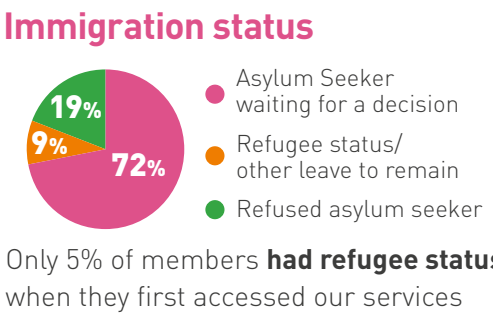 Immigration status
19%
9%
72%
Asylum Seeker
waiting for a decision
Refugee status/
other leave to remain
Refused asylum seeker
Only 5% of members had refugee status
when they first accessed our services